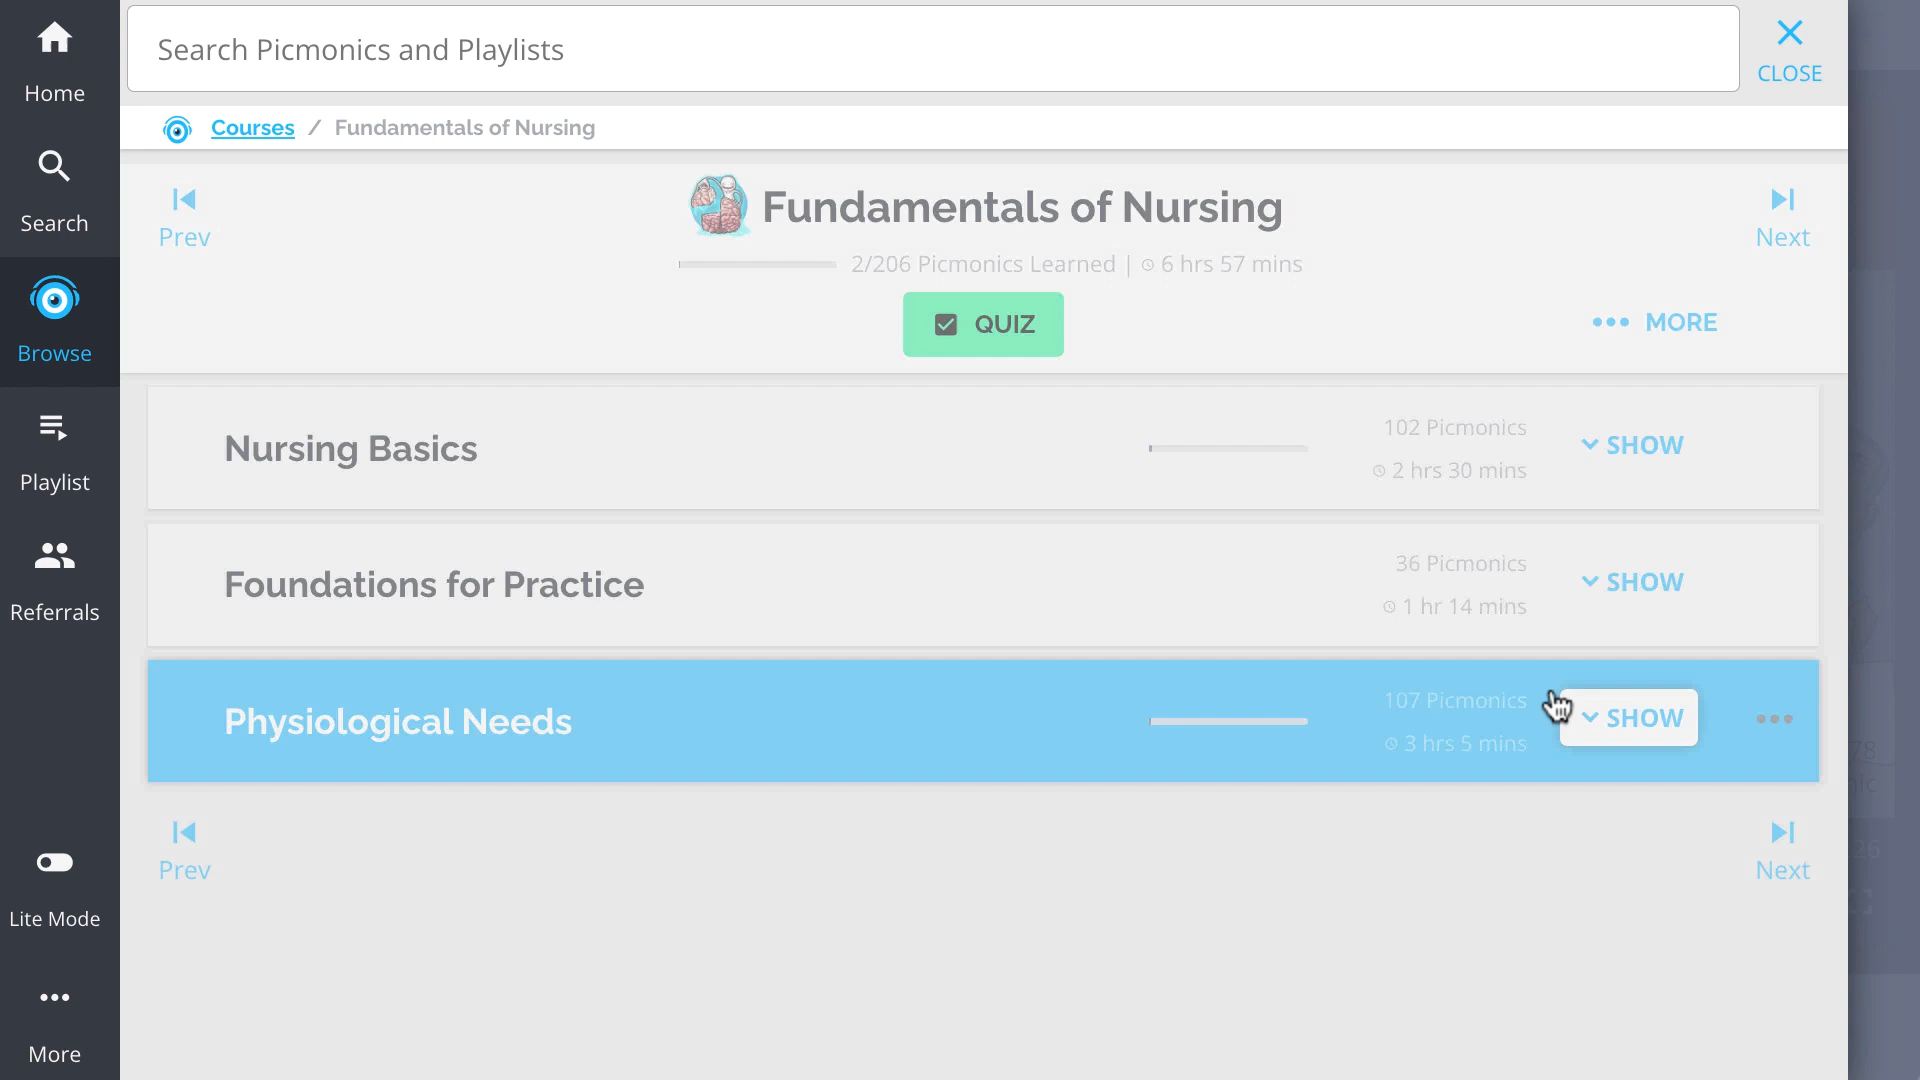 Home
Search
Browse
Playlist
Referrals
Lite Mode
More
Search Picmonics and Playlists
CLOSE
Courses / Fundamentals of Nursing
Prev
Fundamentals of Nursing
Next
2/206 Picmonics Learned | 6 hrs 57 mins
QUIZ
MORE
Nursing Basics
102 Picmonics
2 hrs 30 mins
SHOW
Foundations for Practice
36 Picmonics
1 hr 14 mins
SHOW
Physiological Needs
107 Picmonics
3 hrs 5 mins
SHOW
Prev
Next